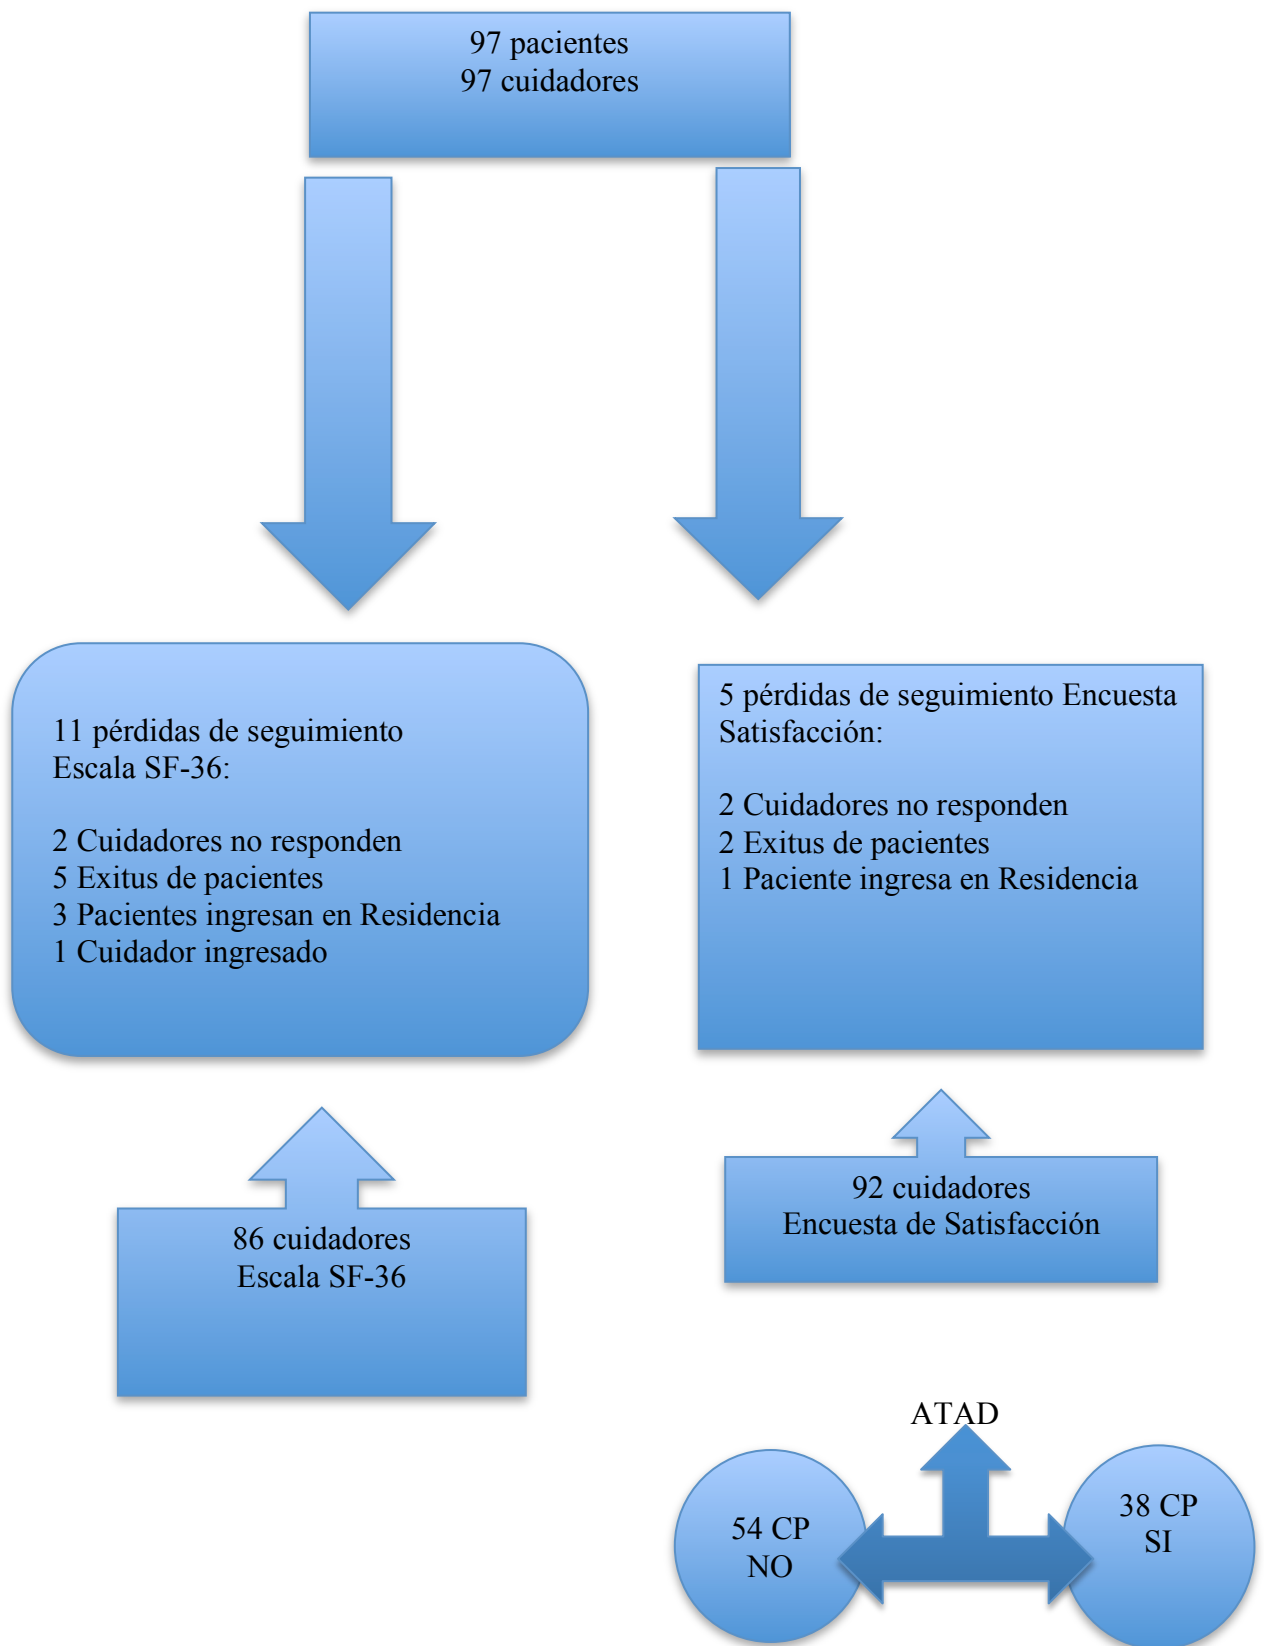 97 pacientes
97 cuidadores
11 pérdidas de seguimiento
Escala SF-36:
2 Cuidadores no responden
5 Exitus de pacientes
3 Pacientes ingresan en Residencia
1 Cuidador ingresado
5 pérdidas de seguimiento Encuesta
Satisfacción:
2 Cuidadores no responden
2 Exitus de pacientes
1 Paciente ingresa en Residencia
86 cuidadores
Escala SF-36
92 cuidadores
Encuesta de Satisfacción
ATAD
54 CP
NO
38 CP
SI